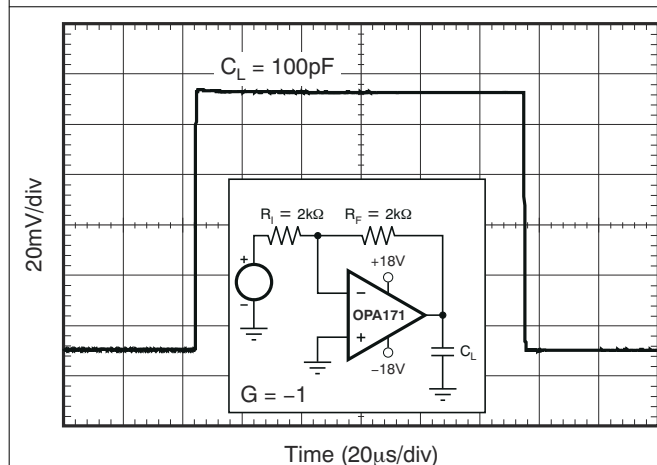 C_L = 100pF
20mV/div
R_I = 2kΩ R_F = 2kΩ
+
−
+18V
−
OPA171
+
−18V
C_L
G = −1
Time (20μs/div)